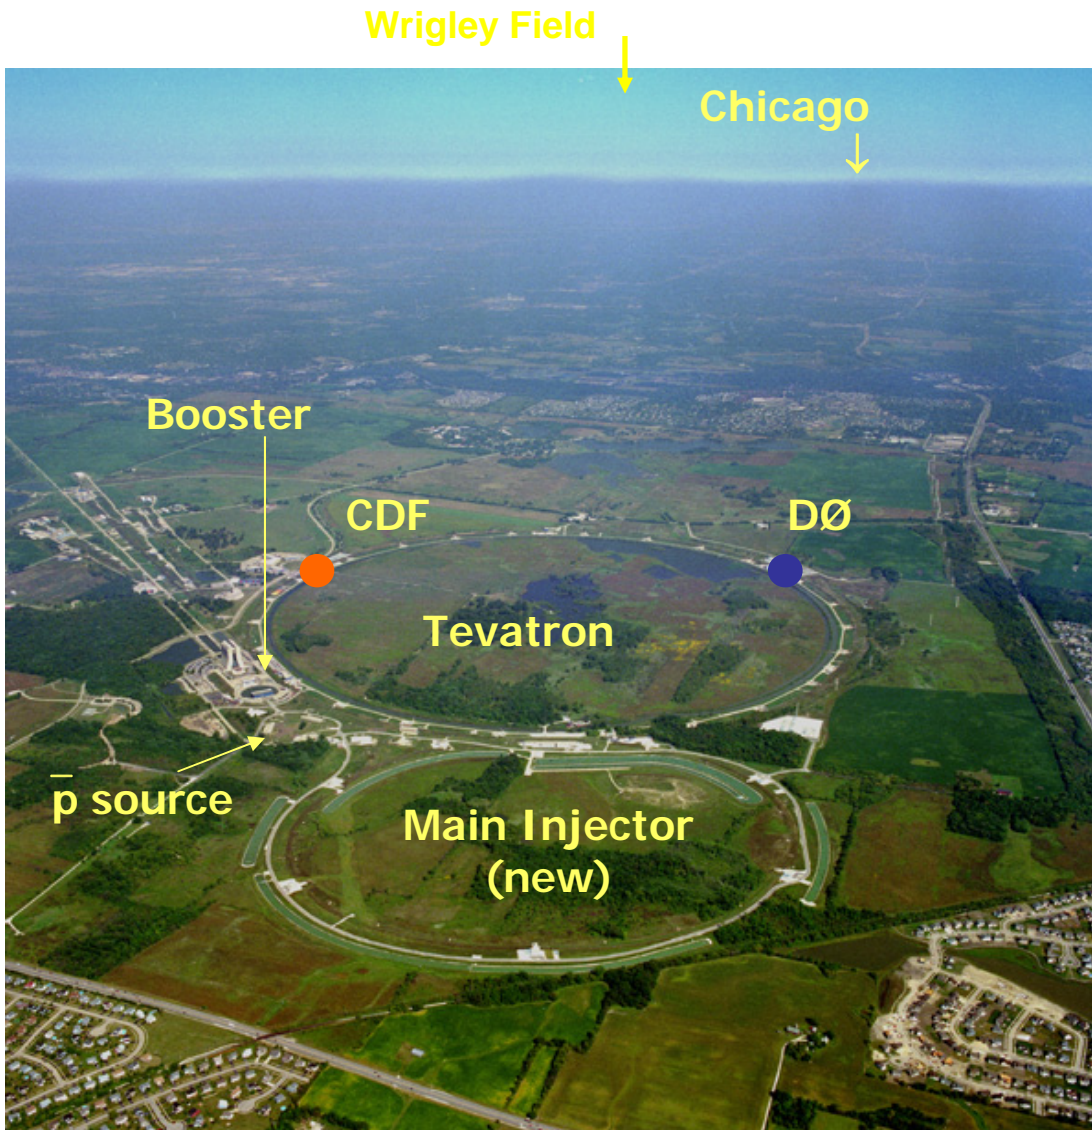 Wrigley Field
Chicago
Booster
CDF
DØ
Tevatron
p̅ source
Main Injector
(new)